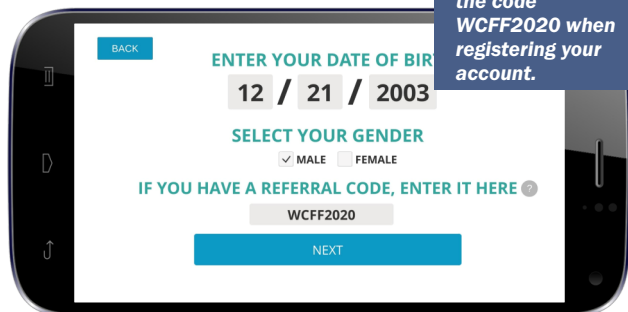 the code
WCFF2020 when
registering your
account.
BACK
ENTER YOUR DATE OF
12 / 21 / 2003
SELECT YOUR GENDER
MALE FEMALE
IF YOU HAVE A REFERRAL CODE, ENTER IT HERE ?
WCFF2020
NEXT